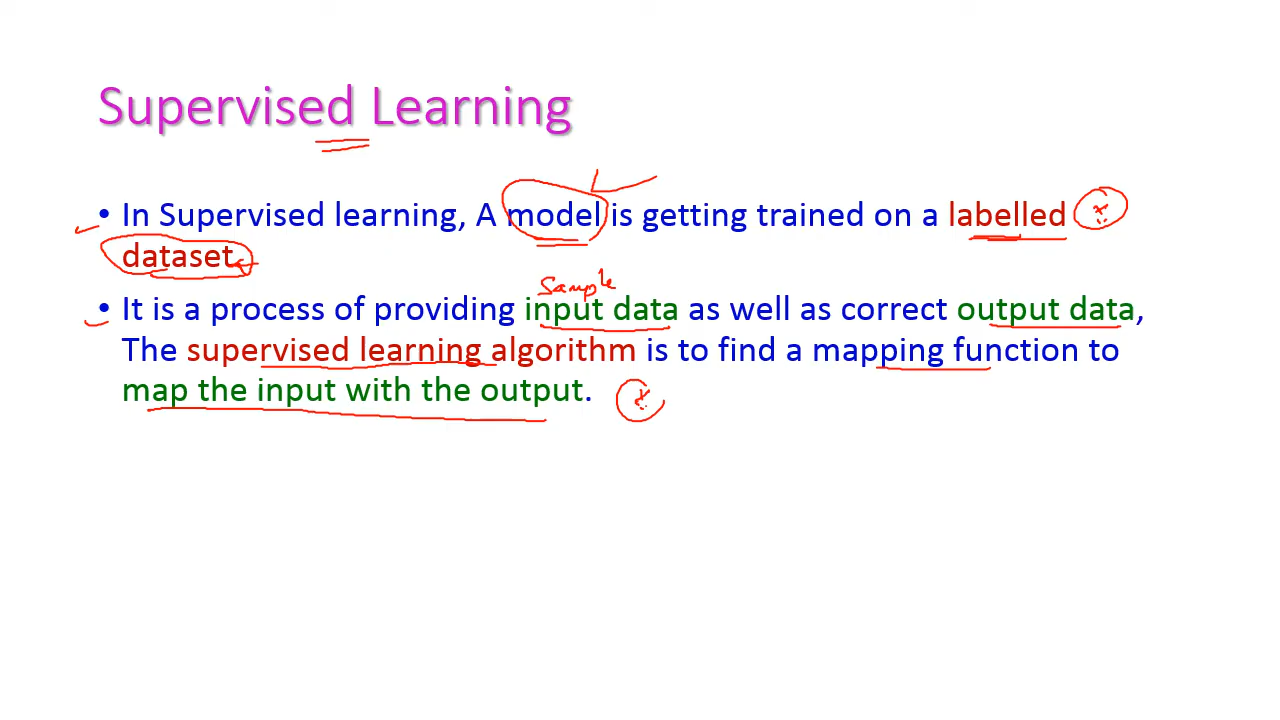 Supervised Learning
• In Supervised learning, A model is getting trained on a labelled
dataset.
sample
• It is a process of providing input data as well as correct output data,
The supervised learning algorithm is to find a mapping function to
map the input with the output.